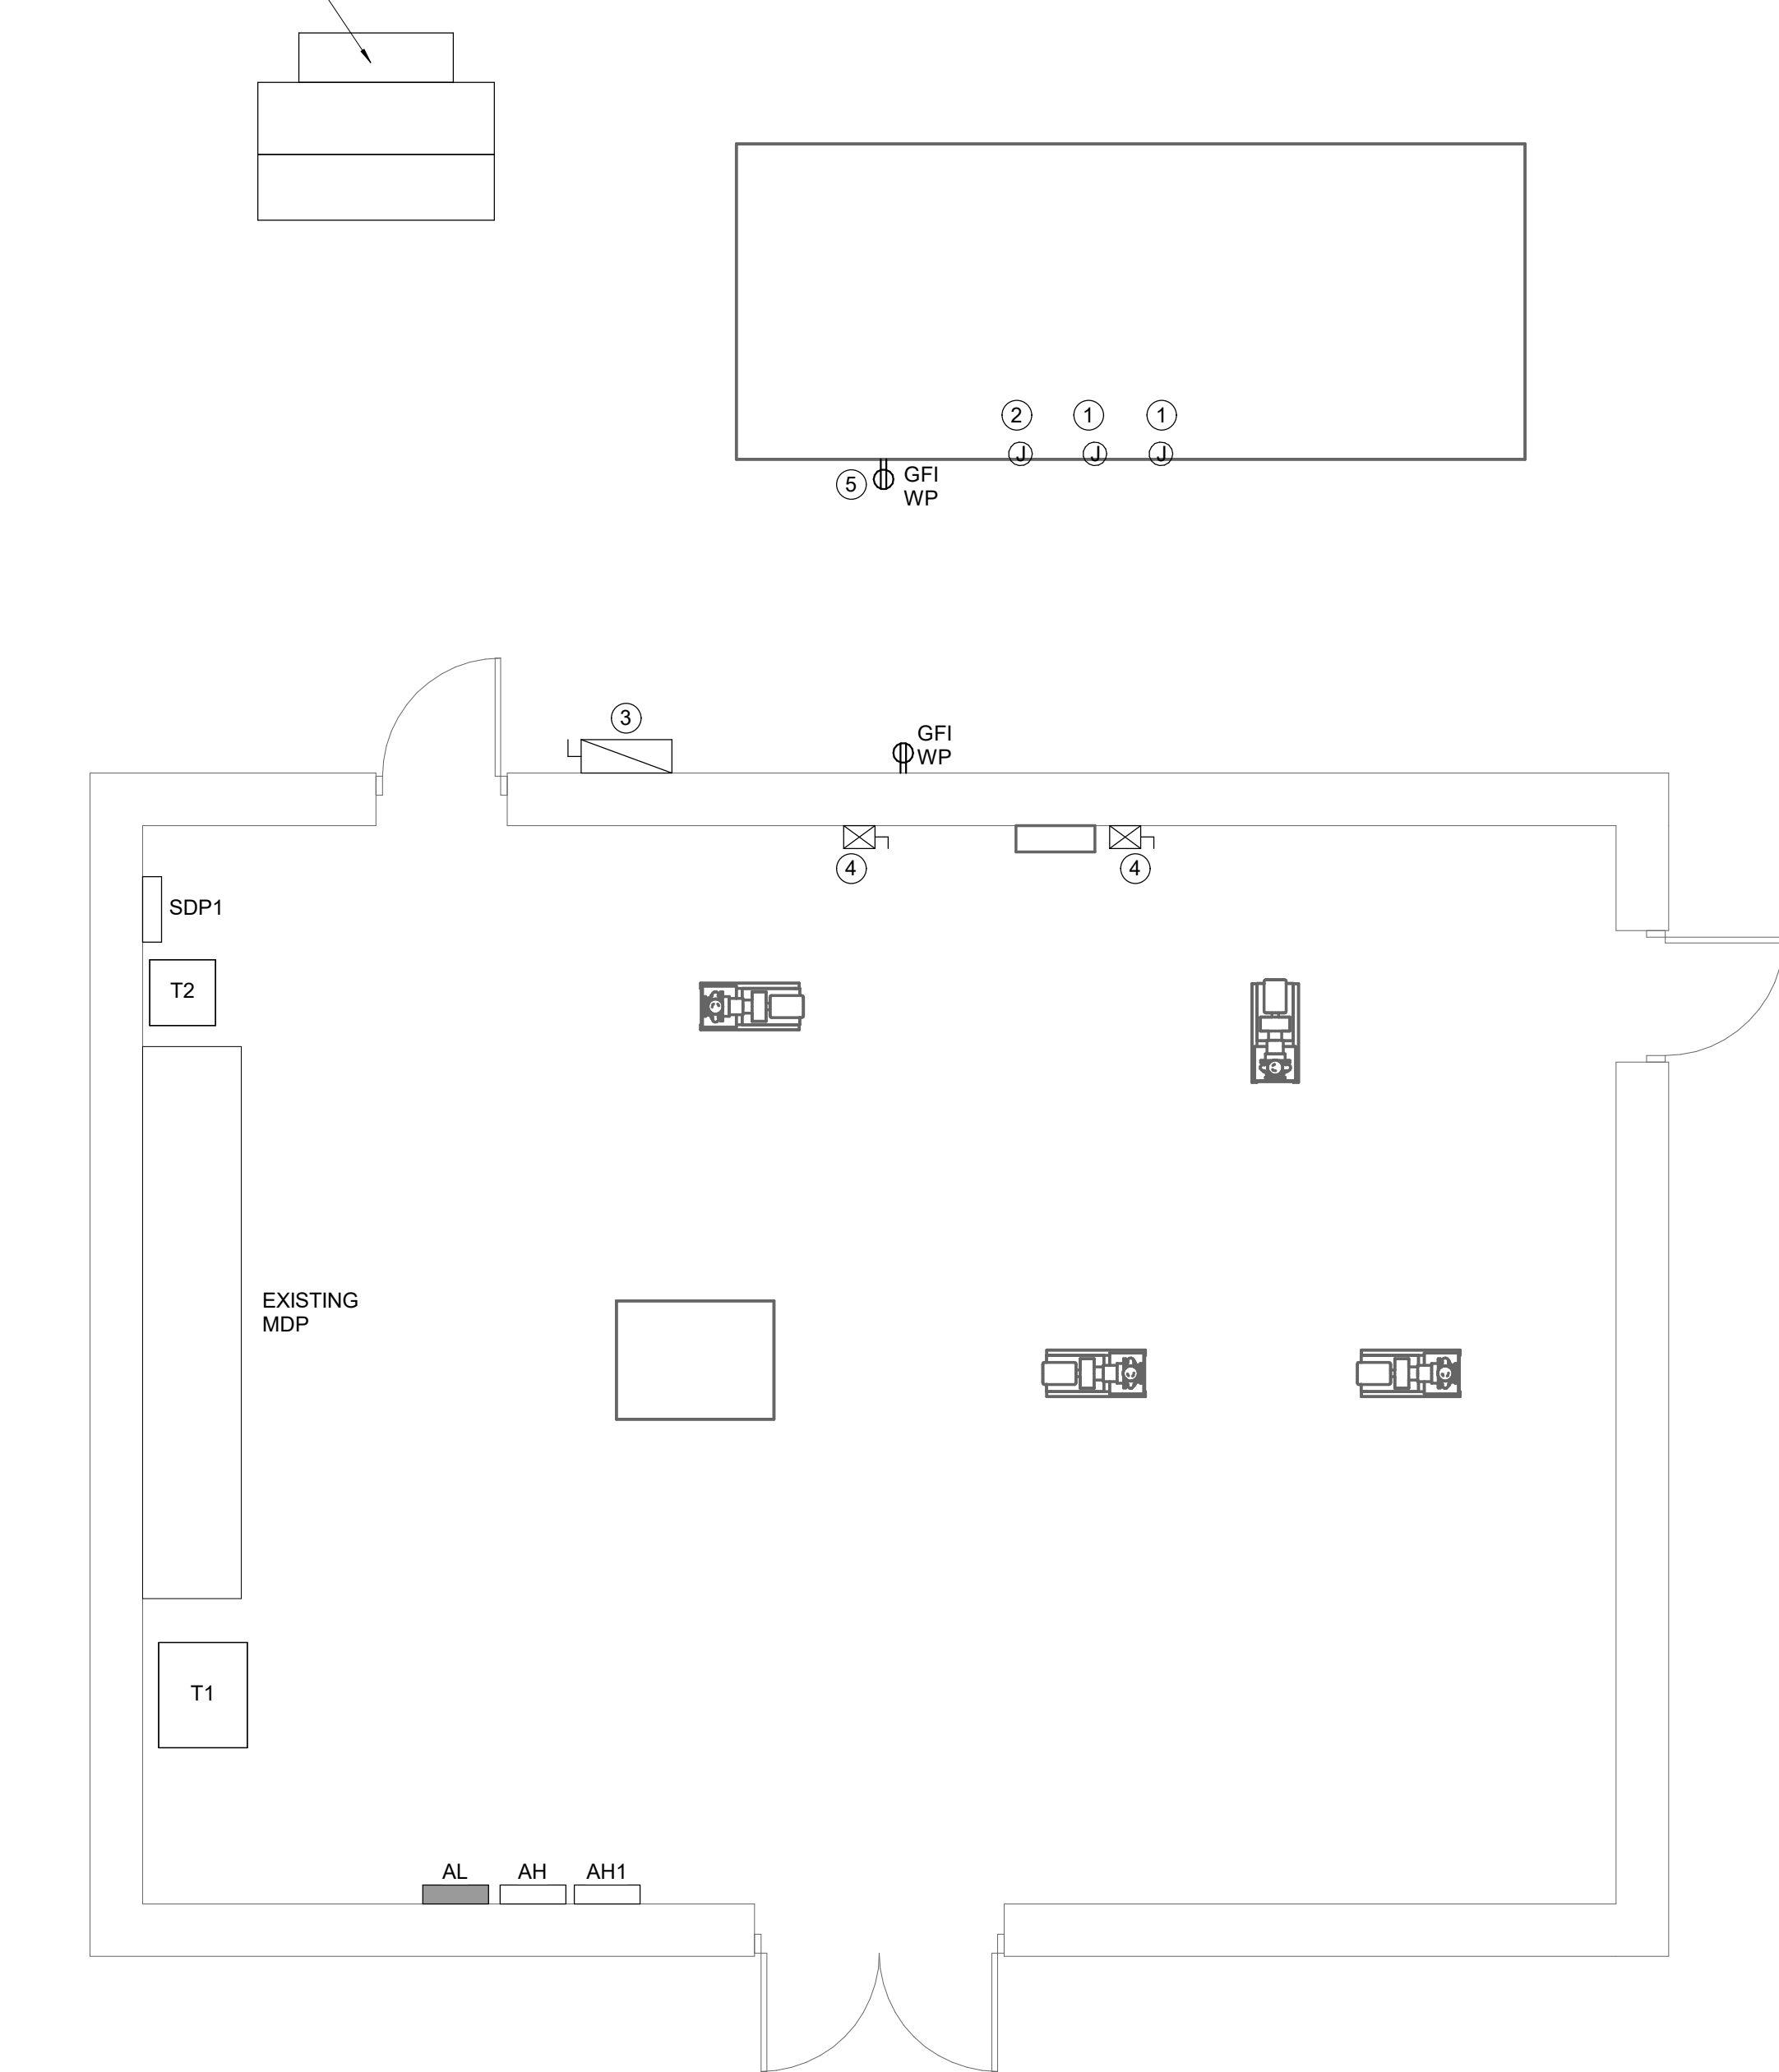 2 1 1
J J J
5 GFI
WP
3
GFI
WP
4 4
SDP1
T2
EXISTING
MDP
T1
AL AH AH1